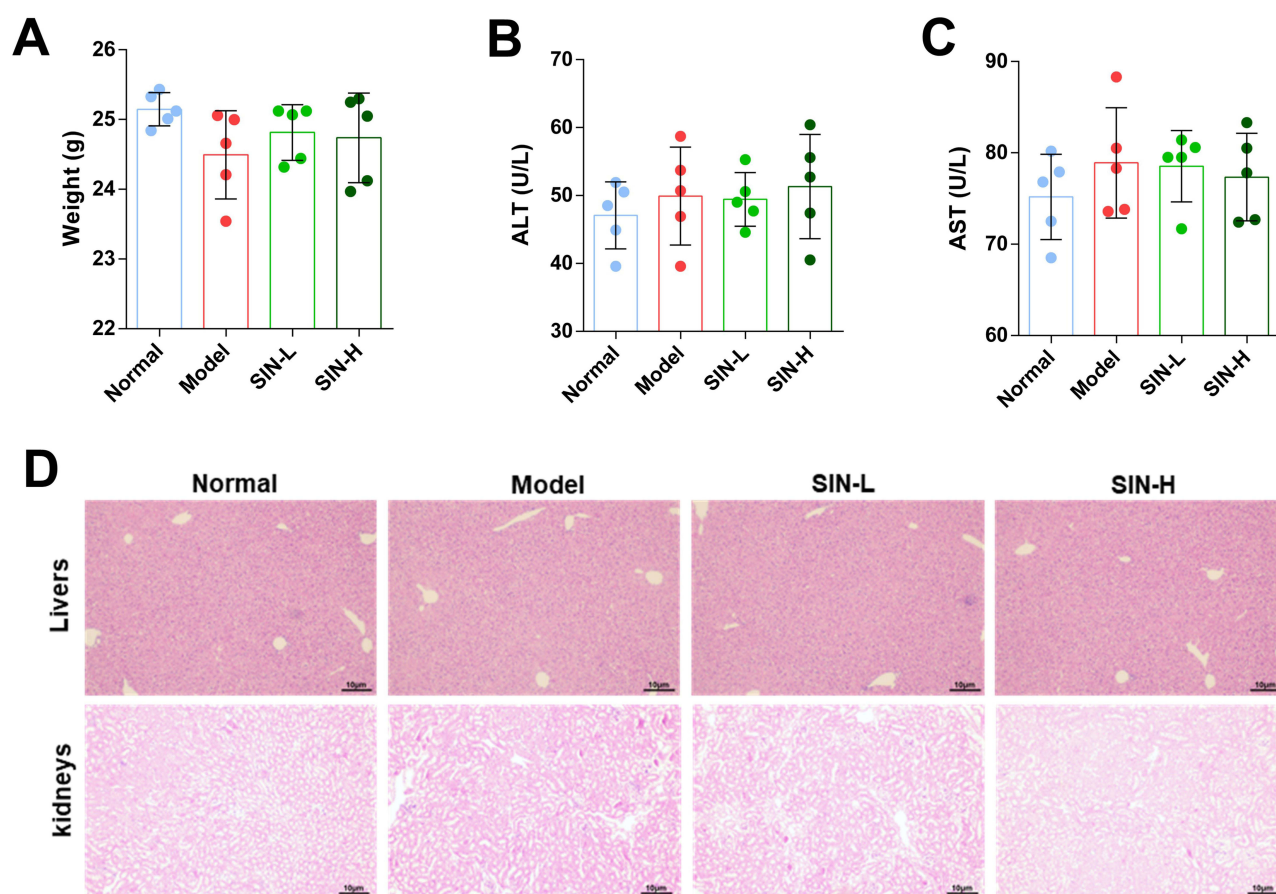 A
Weight (g)
26
25
24
23
22
Normal
Model
SIN-L
SIN-H
B
ALT (U/L)
70
60
50
40
30
Normal
Model
SIN-L
SIN-H
C
AST (U/L)
90
80
70
60
Normal
Model
SIN-L
SIN-H
D
Normal
Model
SIN-L
SIN-H
Livers
10μm
10μm
10μm
10μm
kidneys
10μm
10μm
10μm
10μm